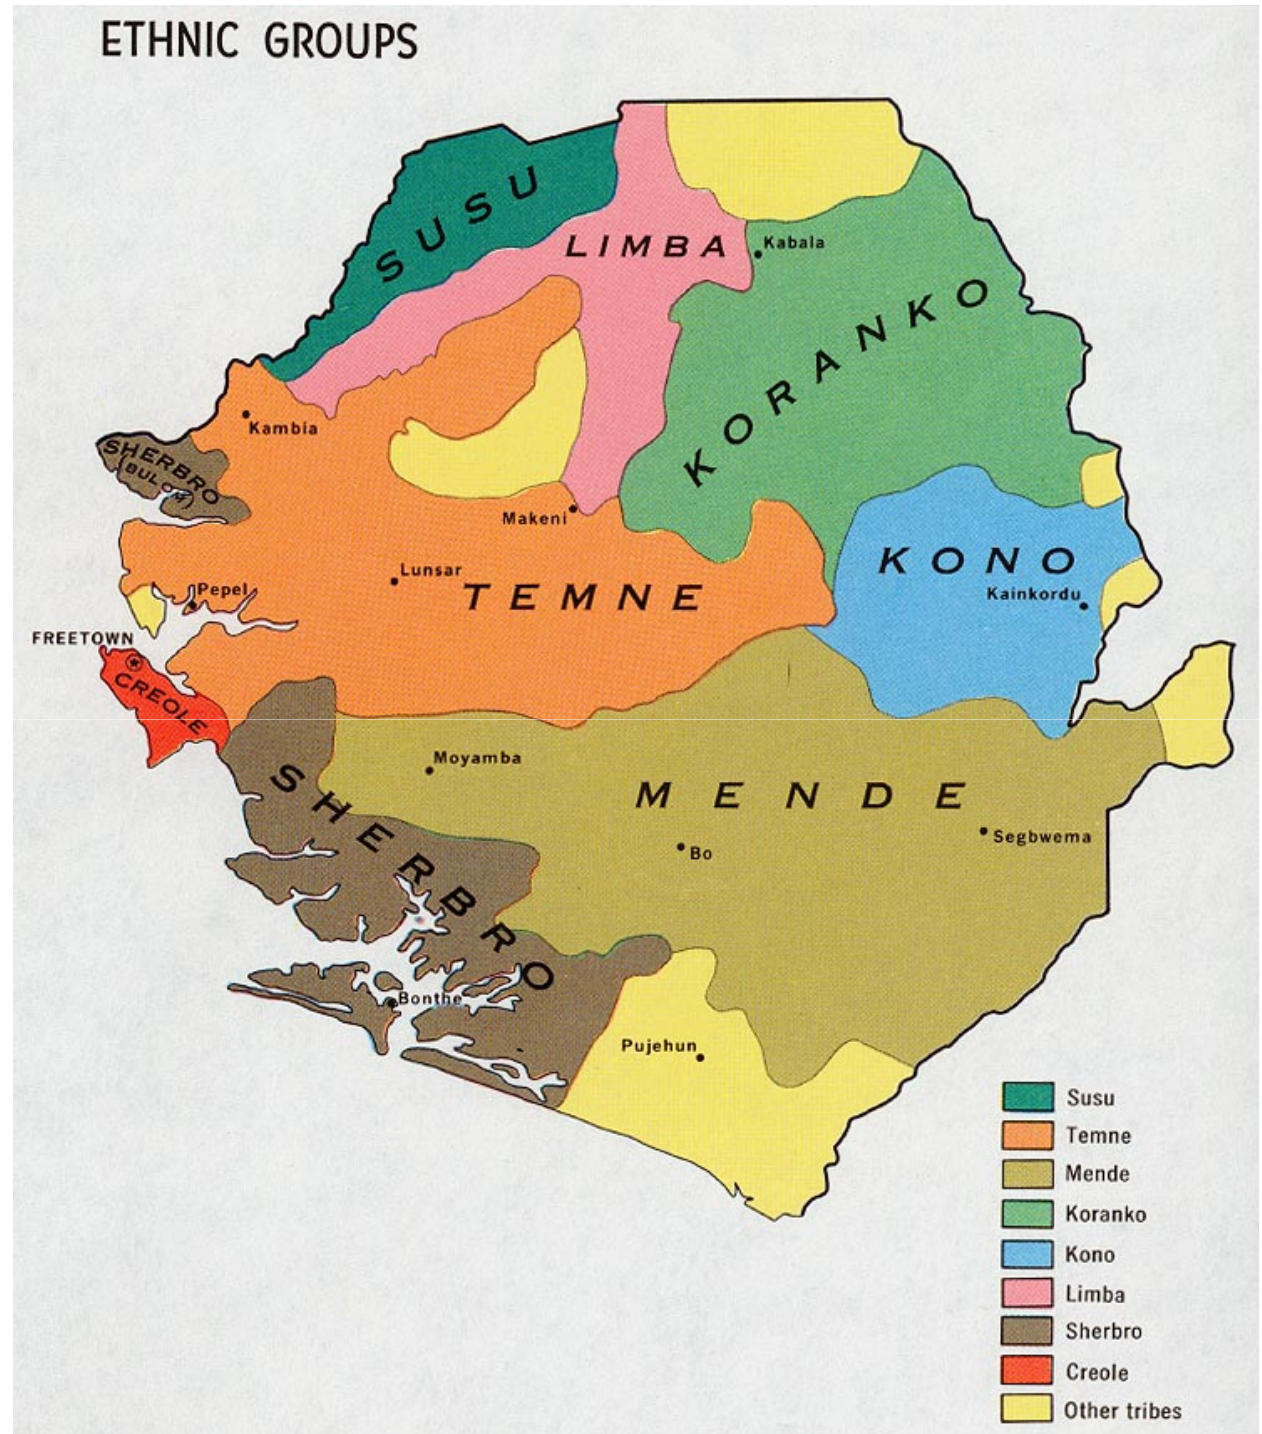 ETHNIC GROUPS
SUSU
LIMBA
Kabala
KORANKO
Kambia
SHERBRO
(BULOM)
Makeni
KONO
Lunsar
TEMNE
Pepel
Kainkordu
FREETOWN
CREOLE
Moyamba
SHERBRO
MENDE
Segbwema
Bo
Bonthe
Pujehun
Susu
Temne
Mende
Koranko
Kono
Limba
Sherbro
Creole
Other tribes